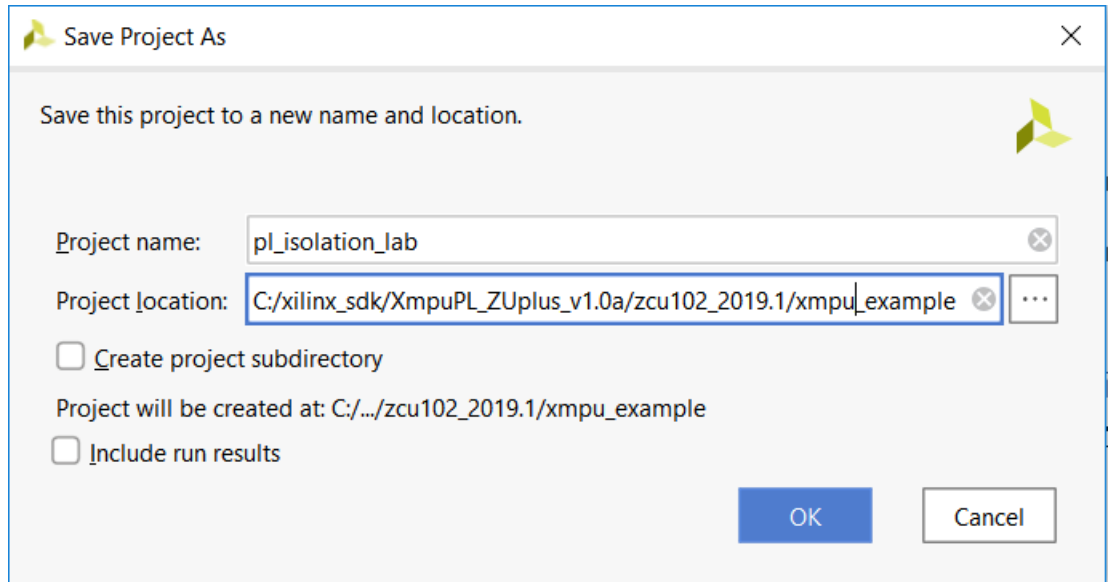 Save Project As
Save this project to a new name and location.
Project name: pl_isolation_lab
Project location: C:/xilinx_sdk/XmpuPL_ZUplus_v1.0a/zcu102_2019.1/xmpu_example ...
Create project subdirectory
Project will be created at: C:/.../zcu102_2019.1/xmpu_example
Include run results
OK Cancel